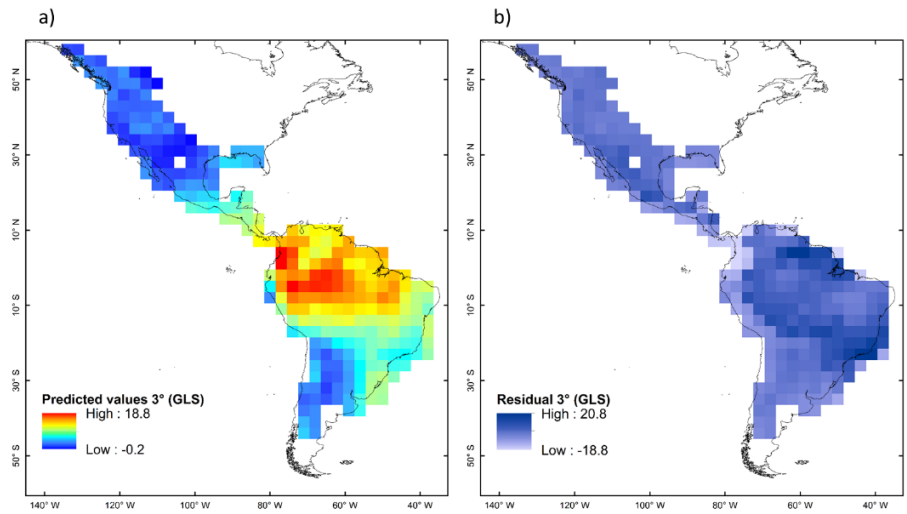 a)
b)
50° N
30° N
10° N
10° S
30° S
50° S
Predicted values 3° (GLS)
High : 18.8
Low : -0.2
140° W
120° W
100° W
80° W
60° W
40° W
50° N
30° N
10° N
10° S
30° S
50° S
Residual 3° (GLS)
High : 20.8
Low : -18.8
140° W
120° W
100° W
80° W
60° W
40° W